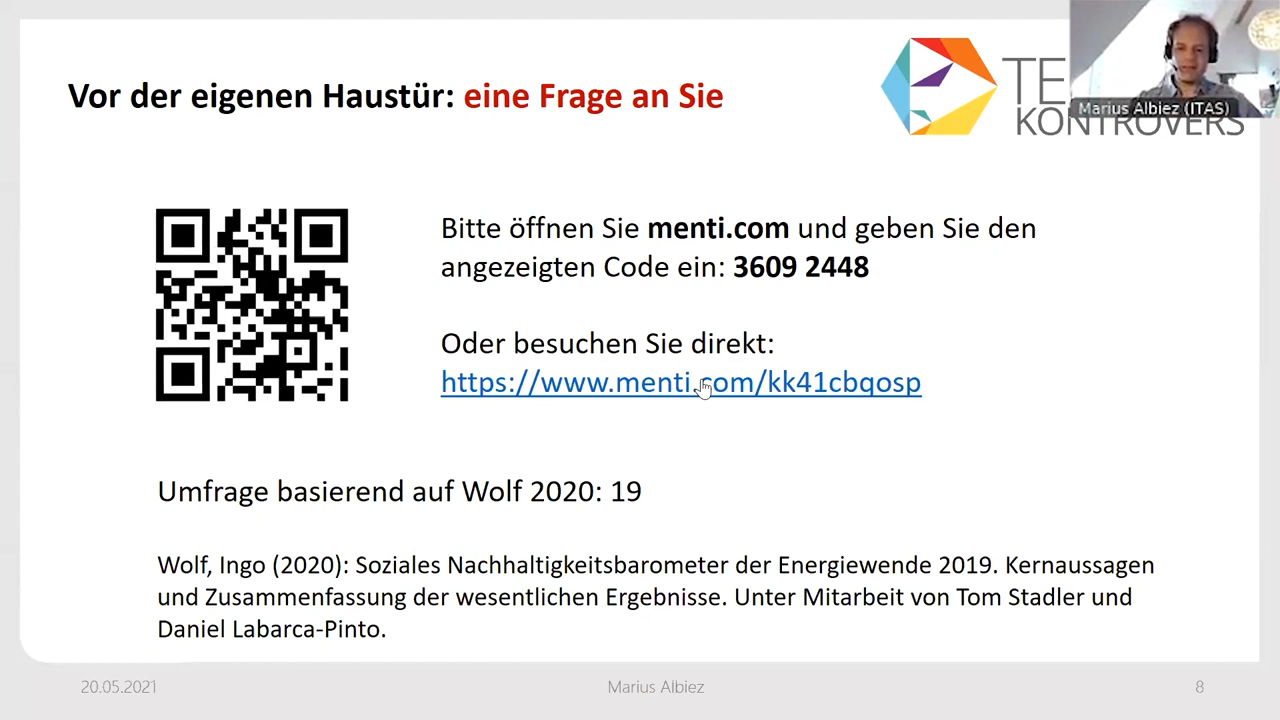 Vor der eigenen Haustür: eine Frage an Sie
TE
KONTROVERS
Marius Albiez (ITAS)
Bitte öffnen Sie menti.com und geben Sie den
angezeigten Code ein: 3609 2448
Oder besuchen Sie direkt:
https://www.menti.com/kk41cbqosp
Umfrage basierend auf Wolf 2020: 19
Wolf, Ingo (2020): Soziales Nachhaltigkeitsbarometer der Energiewende 2019. Kernaussagen
und Zusammenfassung der wesentlichen Ergebnisse. Unter Mitarbeit von Tom Stadler und
Daniel Labarca-Pinto.
20.05.2021
Marius Albiez
8